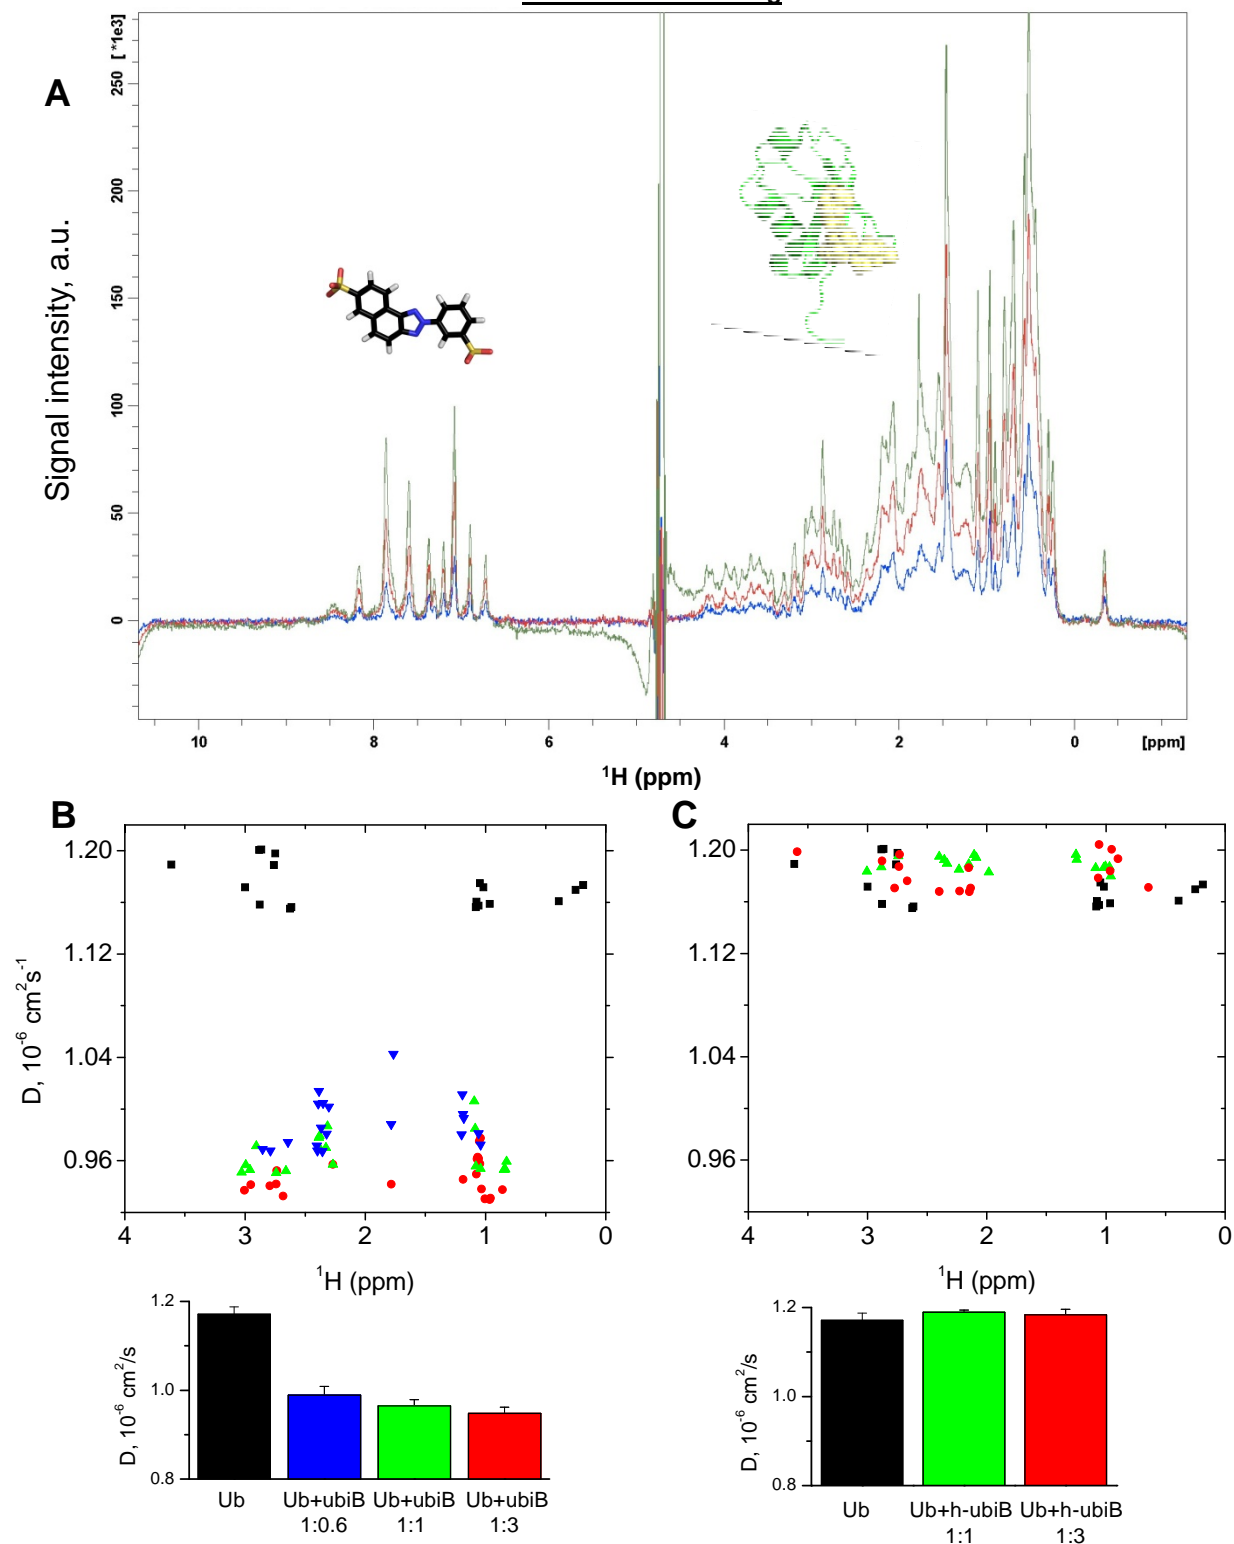 [ *1e3]
A
250
200
150
100
50
0
Signal intensity, a.u.
10
8
6
4
2
0
[ppm]
1H (ppm)
B
1.20
1.12
1.04
0.96
D, 10-6 cm2s-1
4
3
2
1
0
1H (ppm)
C
1.20
1.12
1.04
0.96
4
3
2
1
0
1H (ppm)
1.2
1.0
0.8
D, 10-6 cm2/s
Ub
Ub+ubiB
1:0.6
Ub+ubiB
1:1
Ub+ubiB
1:3
1.2
1.0
0.8
D, 10-6 cm2/s
Ub
Ub+h-ubiB
1:1
Ub+h-ubiB
1:3